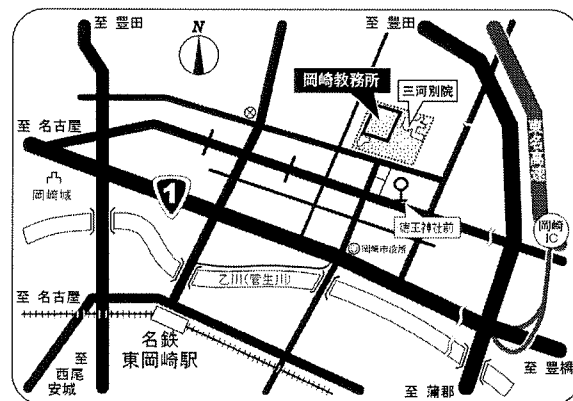 至 豊田
N
至 豊田
岡崎教務所
三河別院
至 名古屋
東名高速
岡崎城
1
岡崎
IC
徳王神社前
岡崎市役所
乙川(菅生川)
至 名古屋
名鉄
東岡崎駅
至
西尾
安城
至 豊橋
至 蒲郡